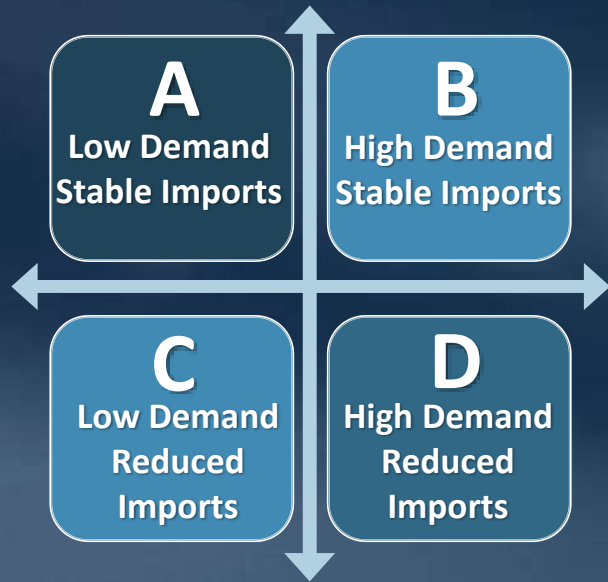 A
Low Demand
Stable Imports
B
High Demand
Stable Imports
C
Low Demand
Reduced
Imports
D
High Demand
Reduced
Imports